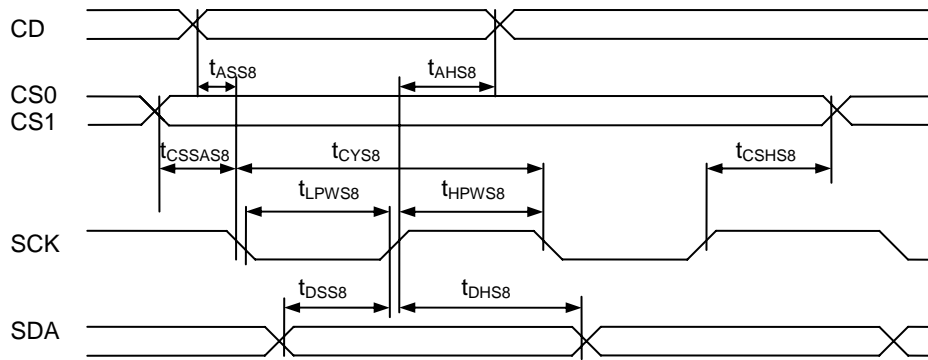 CD
tASS8
tAHS8
CS0
CS1
tCSSAS8
tCYS8
tCSHS8
tLPWS8
tHPWS8
SCK
tDSS8
tDHS8
SDA